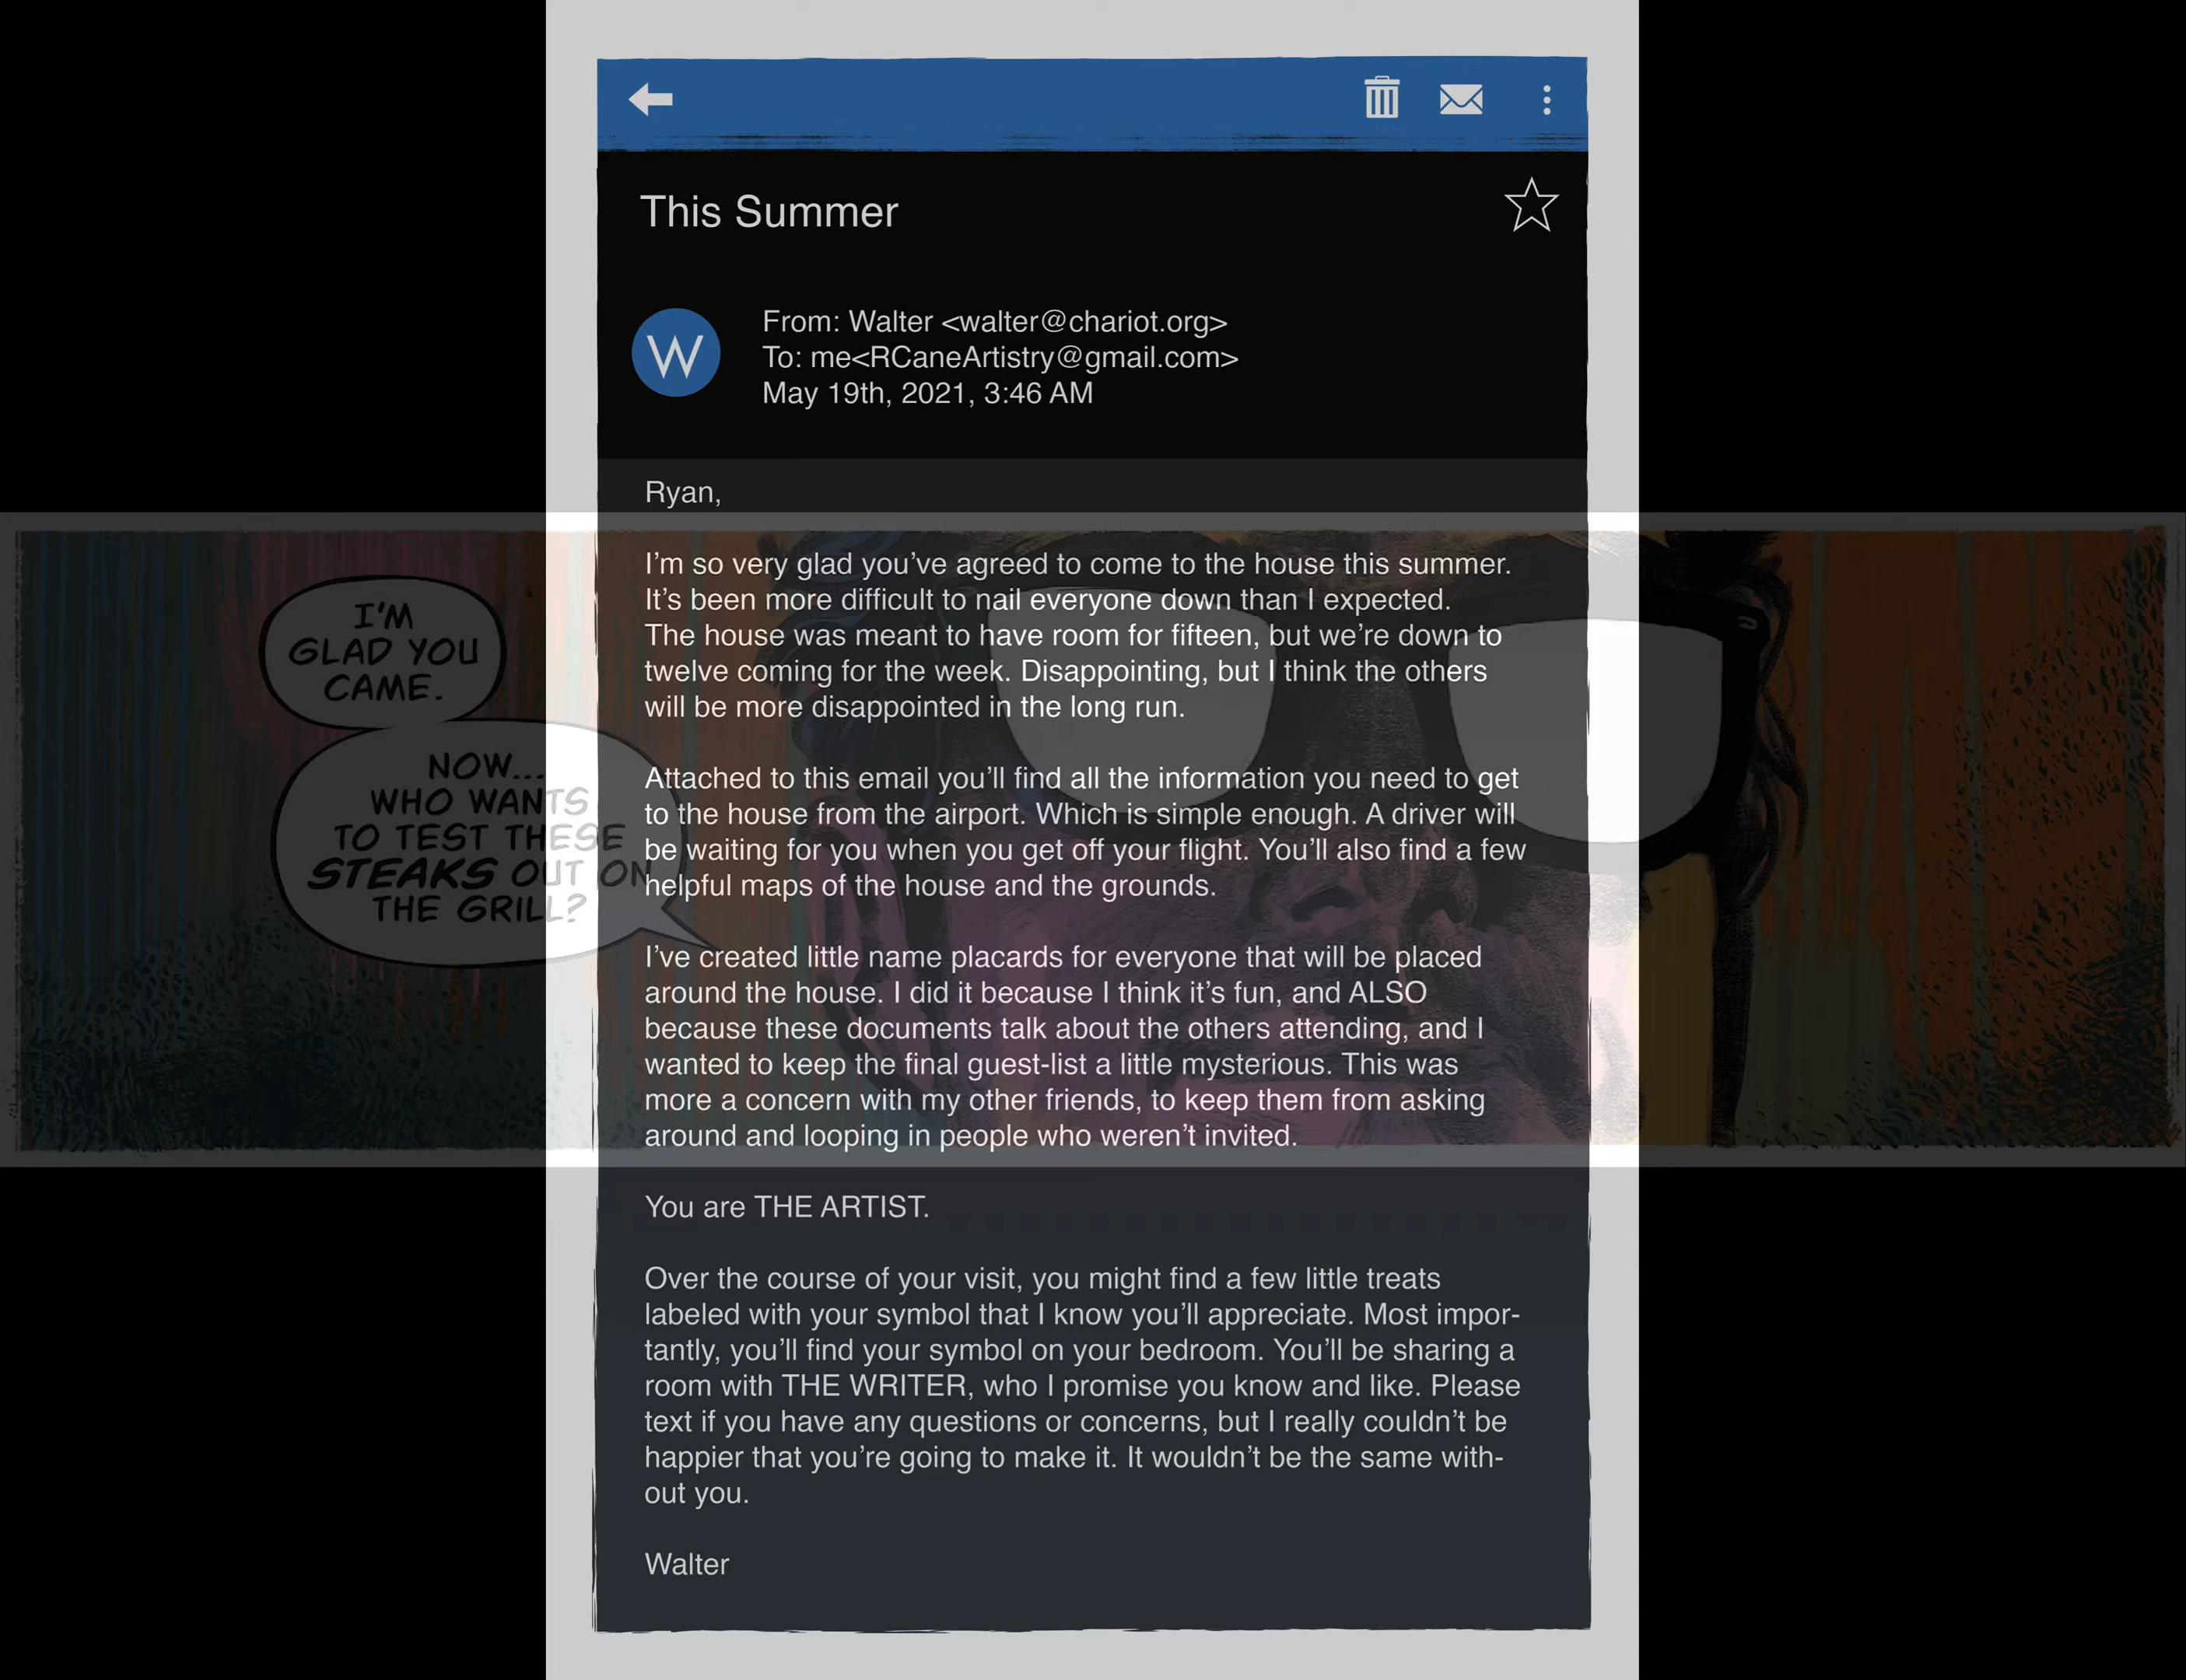 This Summer
W
From: Walter <walter@chariot.org>
To: me<RCaneArtistry@gmail.com>
May 19th, 2021, 3:46 AM
Ryan,
I'm so very glad you've agreed to come to the house this summer.
It's been more difficult to nail everyone down than I expected.
The house was meant to have room for fifteen, but we're down to
twelve coming for the week. Disappointing, but I think the others
will be more disappointed in the long run.
Attached to this email you'll find all the information you need to get
to the house from the airport. Which is simple enough. A driver will
be waiting for you when you get off your flight. You'll also find a few
helpful maps of the house and the grounds.
I've created little name placards for everyone that will be placed
around the house. I did it because I think it's fun, and ALSO
because these documents talk about the others attending, and I
wanted to keep the final guest-list a little mysterious. This was
more a concern with my other friends, to keep them from asking
around and looping in people who weren't invited.
You are THE ARTIST.
Over the course of your visit, you might find a few little treats
labeled with your symbol that I know you'll appreciate. Most impor-
tantly, you'll find your symbol on your bedroom. You'll be sharing a
room with THE WRITER, who I promise you know and like. Please
text if you have any questions or concerns, but I really couldn't be
happier that you're going to make it. It wouldn't be the same with-
out you.
Walter
I'M
GLAD YOU
CAME.
NOW...
WHO WANTS
TO TEST THESE
STEAKS OUT ON
THE GRILL?